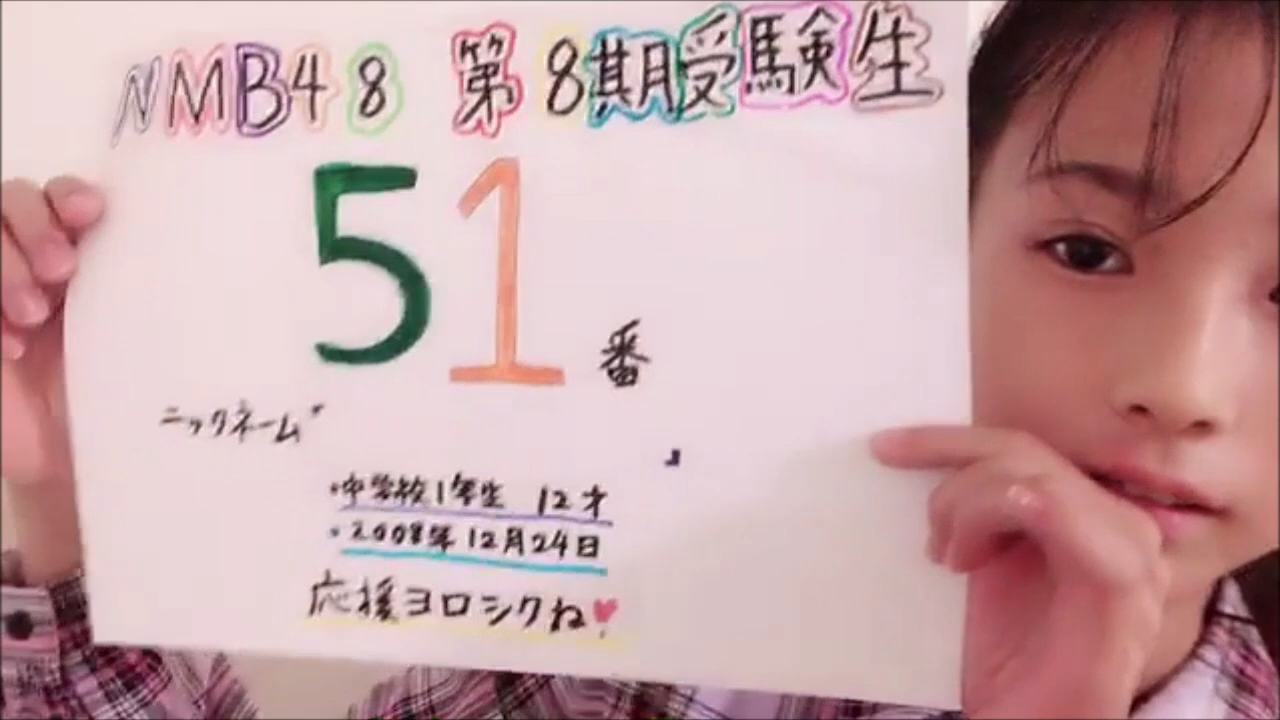 NMB48 第8期受験生
51番
ニックネーム"
」
・中学校1年生 12才
・2008年12月24日
応援ヨロシクね♥